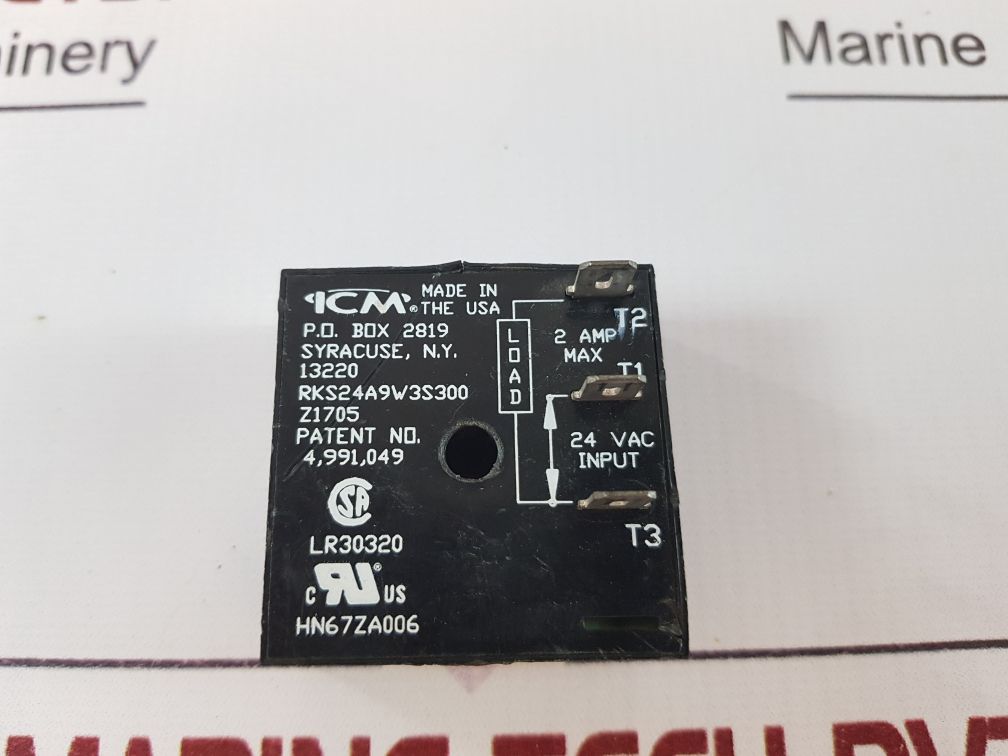 inery
Marine
ICM®
MADE IN
THE USA
P.O. BOX 2819
SYRACUSE, N.Y.
13220
RKS24A9W3S300
Z1705
PATENT NO.
4,991,049
LR30320
C UR® US
HN67ZA006
LOAD
T2
2 AMP
MAX
T1
24 VAC
INPUT
T3